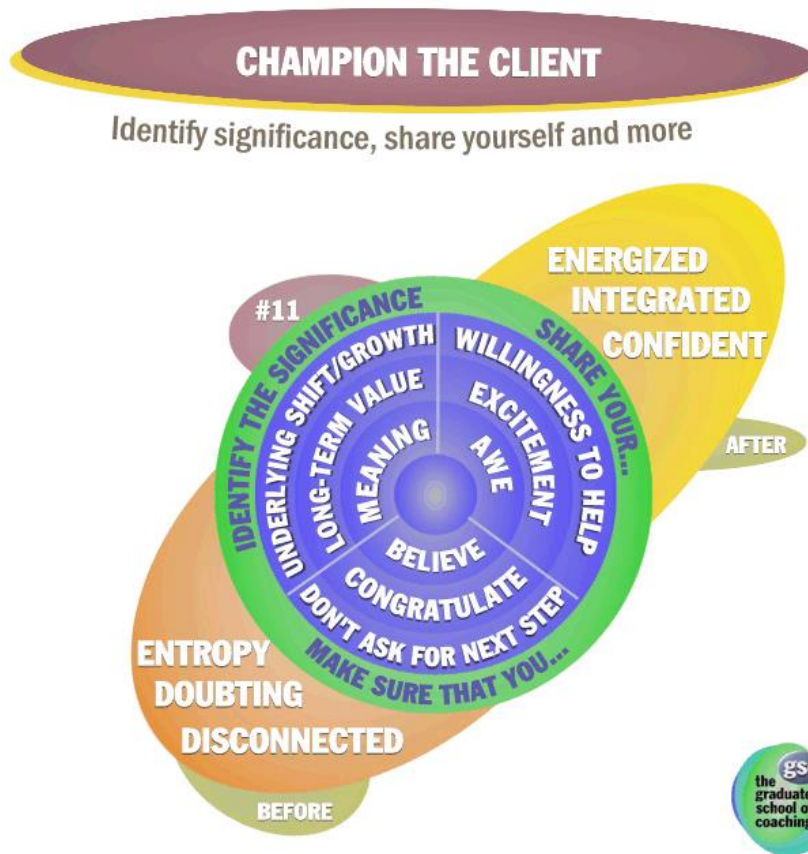 CHAMPION THE CLIENT
Identify significance, share yourself and more
ENERGIZED
INTEGRATED
CONFIDENT
AFTER
#11
IDENTIFY THE SIGNIFICANCE
UNDERLYING SHIFT/GROWTH
LONG-TERM VALUE
MEANING
SHARE YOUR...
WILLINGNESS TO HELP
EXCITEMENT
AWE
BELIEVE
CONGRATULATE
DON'T ASK FOR NEXT STEP
MAKE SURE THAT YOU...
ENTROPY
DOUBTING
DISCONNECTED
BEFORE
gs
the
graduate
school o
coaching